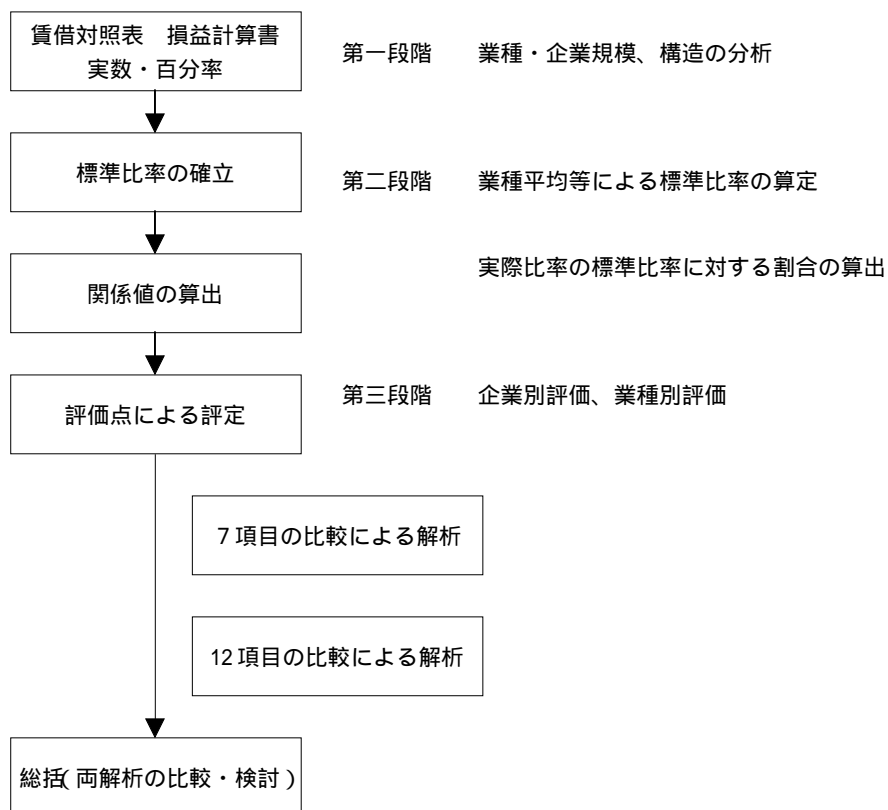 賃借対照表　損益計算書
実数・百分率
第一段階　業種・企業規模、構造の分析
標準比率の確立
第二段階　業種平均等による標準比率の算定
実際比率の標準比率に対する割合の算出
関係値の算出
評価点による評定
第三段階　企業別評価、業種別評価
7項目の比較による解析
12項目の比較による解析
総括(両解析の比較・検討)